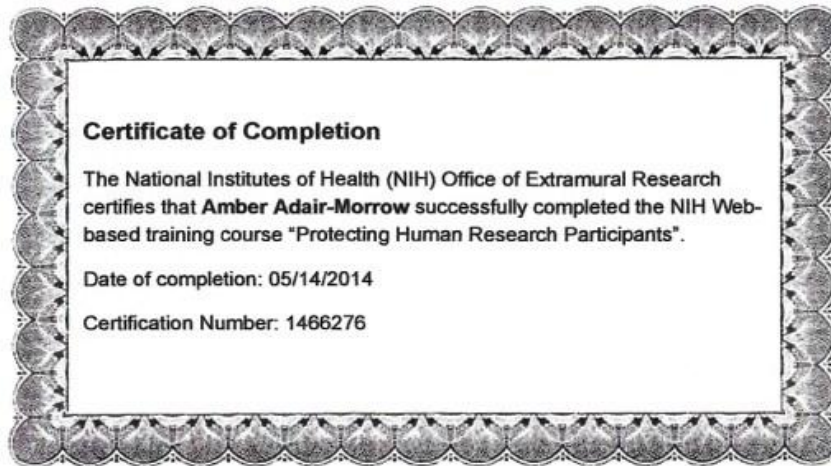 Certificate of Completion
The National Institutes of Health (NIH) Office of Extramural Research
certifies that Amber Adair-Morrow successfully completed the NIH Web-
based training course “Protecting Human Research Participants”.
Date of completion: 05/14/2014
Certification Number: 1466276